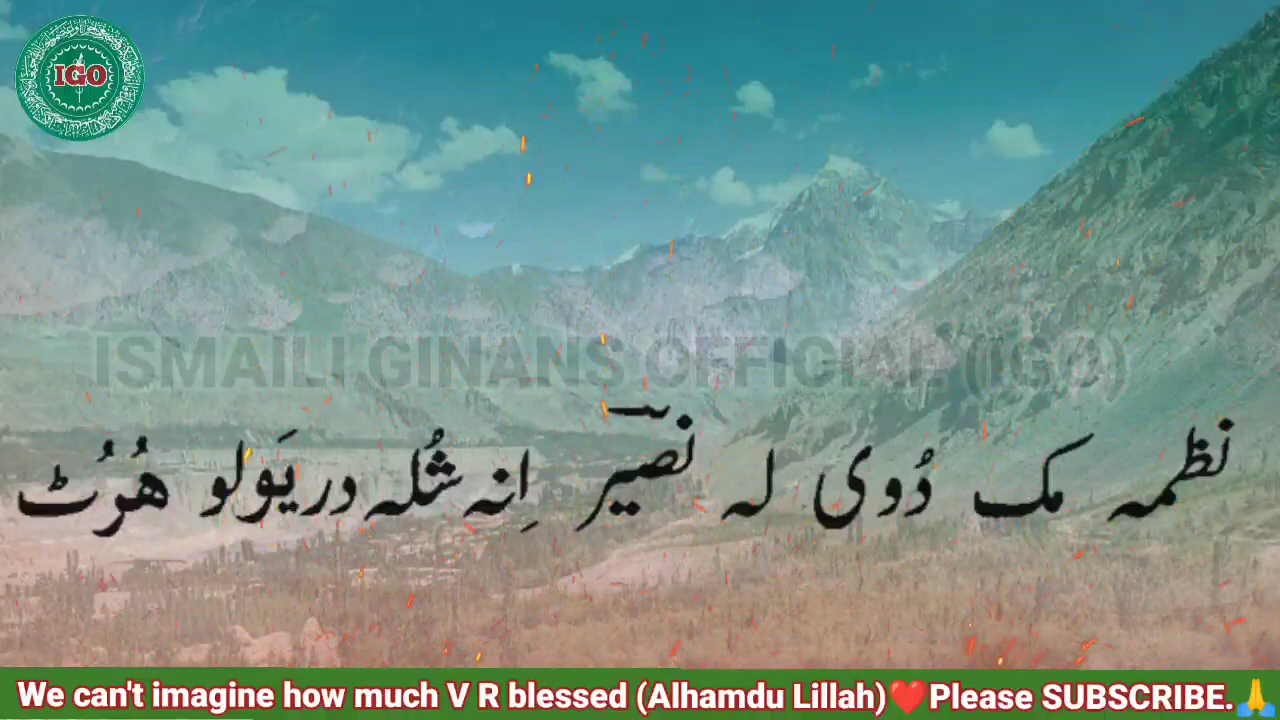 IGO
ISMAILI GINANS OFFICIAL (IGO)
نظمہ مک دُوی لہ نصیرؔ اِنہ شُلہ دریَولو ھُرُٹ
We can't imagine how much V R blessed (Alhamdu Lillah)❤️Please SUBSCRIBE.🙏